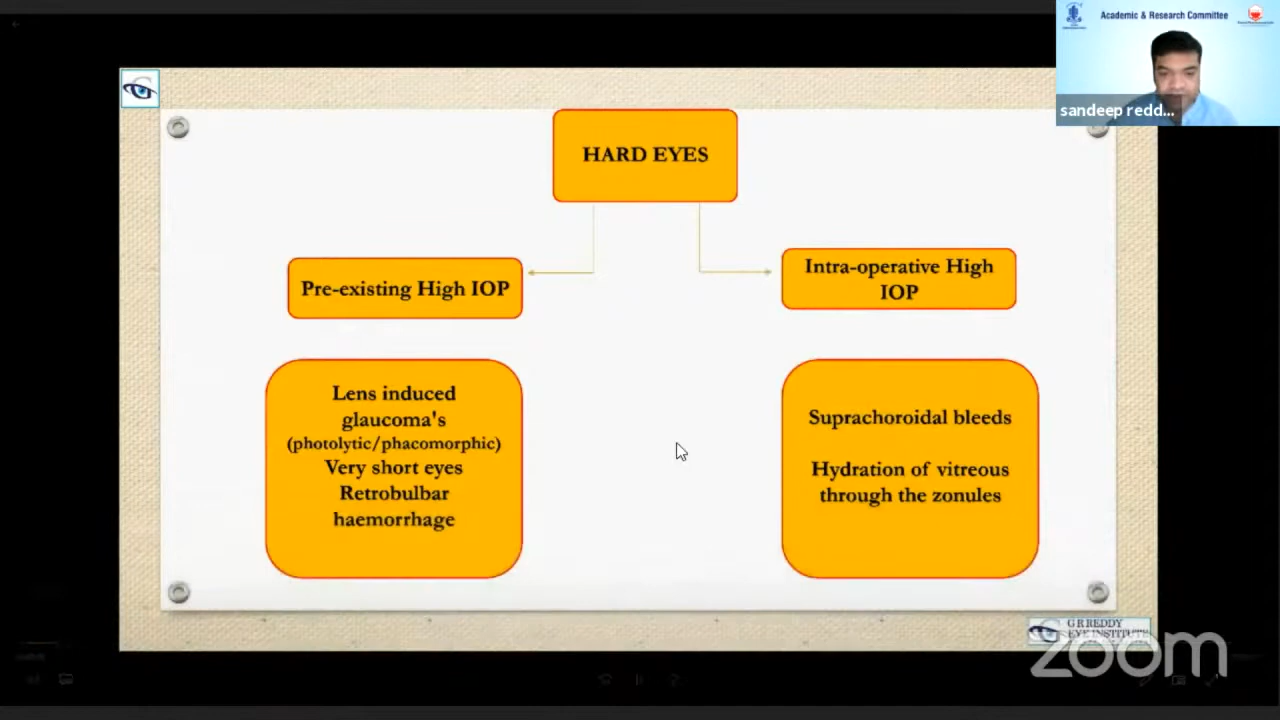 Academic & Research Committee
sandeep redd...
HARD EYES
Pre-existing High IOP
Intra-operative High
IOP
Lens induced
glaucoma's
(photolytic/phacomorphic)
Very short eyes
Retrobulbar
haemorrhage
Suprachoroidal bleeds
Hydration of vitreous
through the zonules
G R REDDY
EYE INSTITUTE
zoom